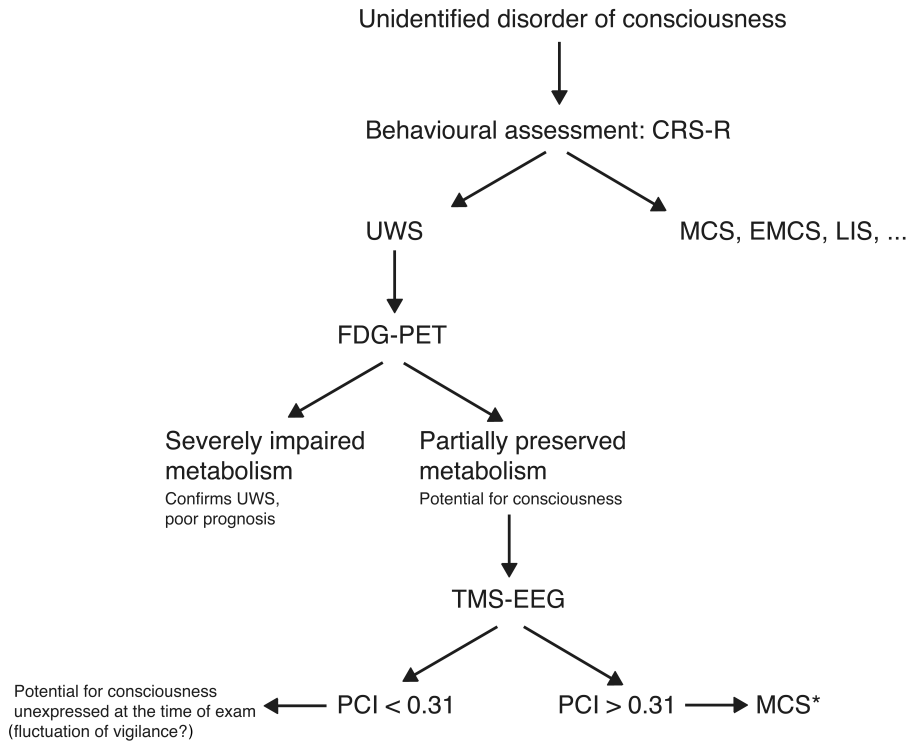 Unidentified disorder of consciousness
Behavioural assessment: CRS-R
UWS
MCS, EMCS, LIS, ...
FDG-PET
Severely impaired
metabolism
Confirms UWS,
poor prognosis
Partially preserved
metabolism
Potential for consciousness
TMS-EEG
Potential for consciousness
unexpressed at the time of exam
(fluctuation of vigilance?)
PCI < 0.31
PCI > 0.31
MCS*